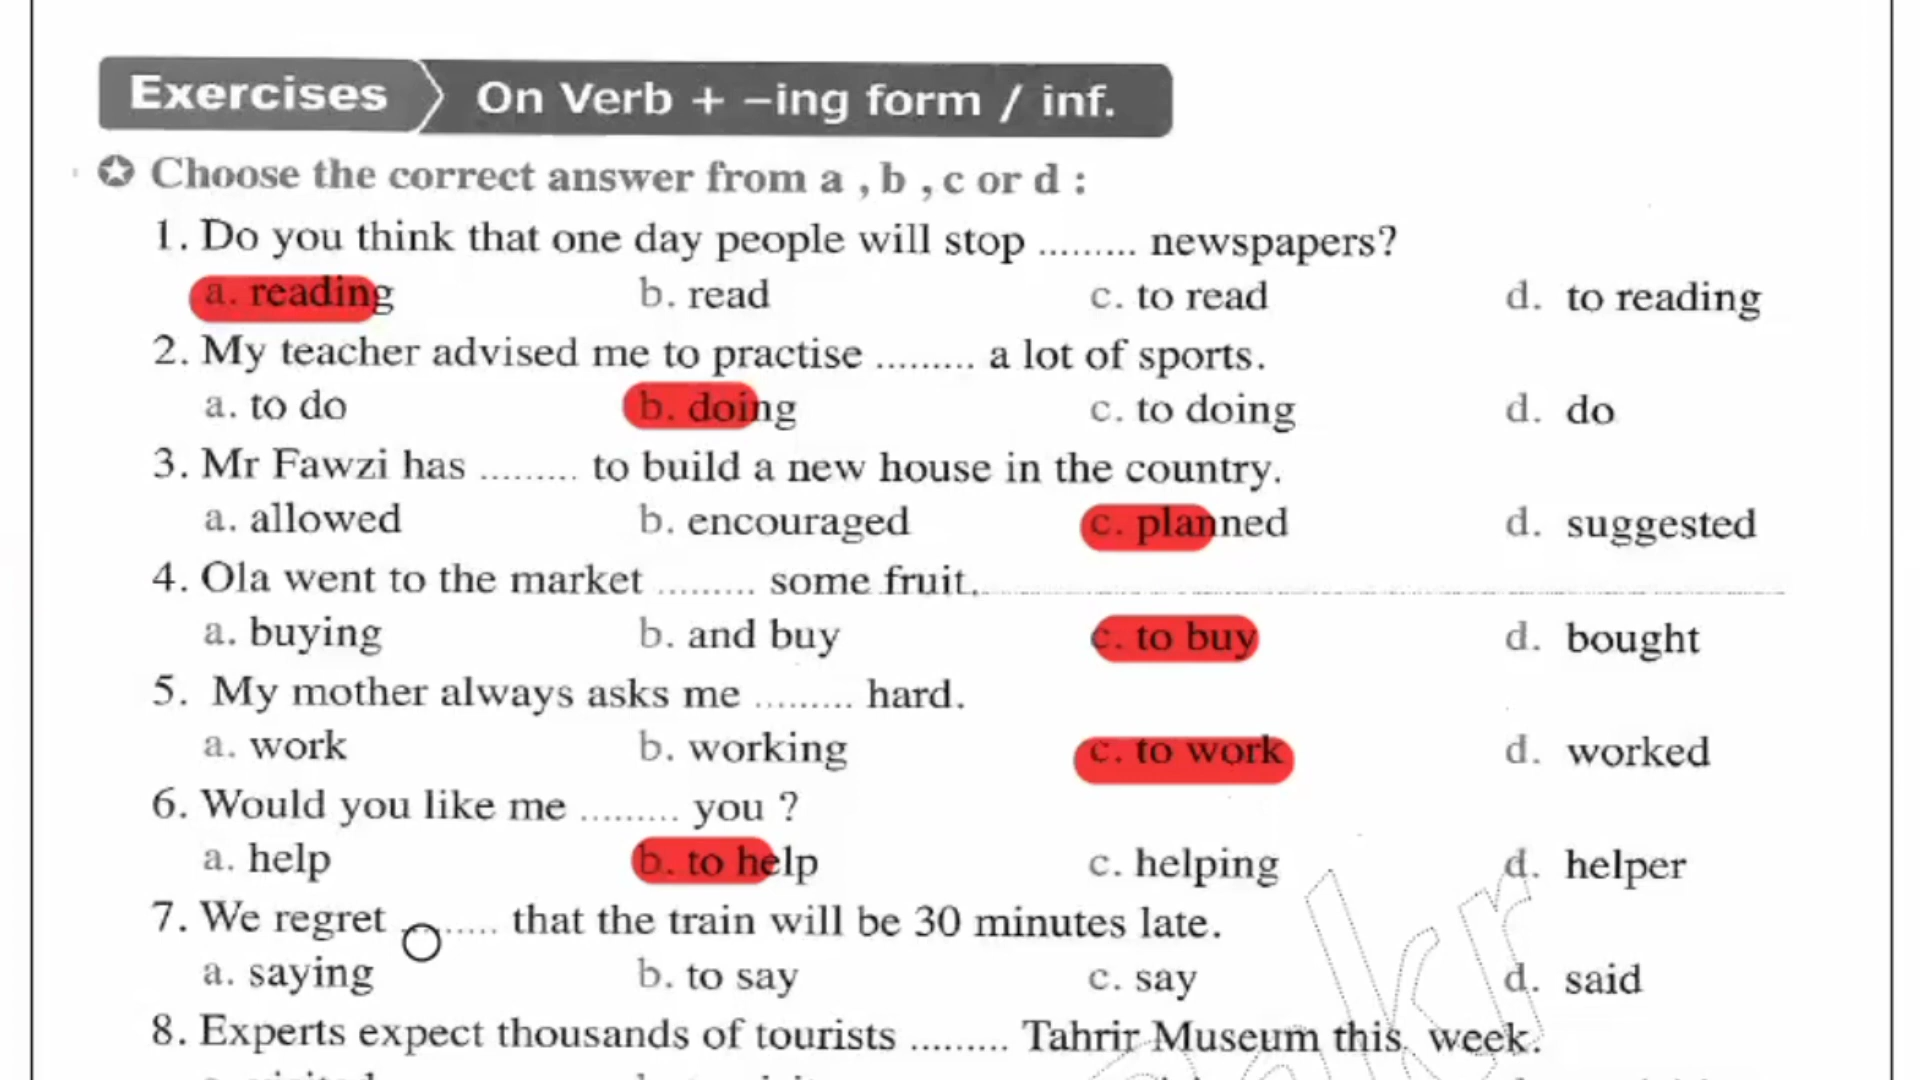 Exercises On Verb + -ing form / inf.
Choose the correct answer from a , b , c or d :
1. Do you think that one day people will stop ......... newspapers?
a. reading b. read c. to read d. to reading
2. My teacher advised me to practise ......... a lot of sports.
a. to do b. doing c. to doing d. do
3. Mr Fawzi has ......... to build a new house in the country.
a. allowed b. encouraged c. planned d. suggested
4. Ola went to the market ......... some fruit.
a. buying b. and buy c. to buy d. bought
5. My mother always asks me ......... hard.
a. work b. working c. to work d. worked
6. Would you like me ......... you ?
a. help b. to help c. helping d. helper
7. We regret ......... that the train will be 30 minutes late.
a. saying b. to say c. say d. said
8. Experts expect thousands of tourists ......... Tahrir Museum this week.